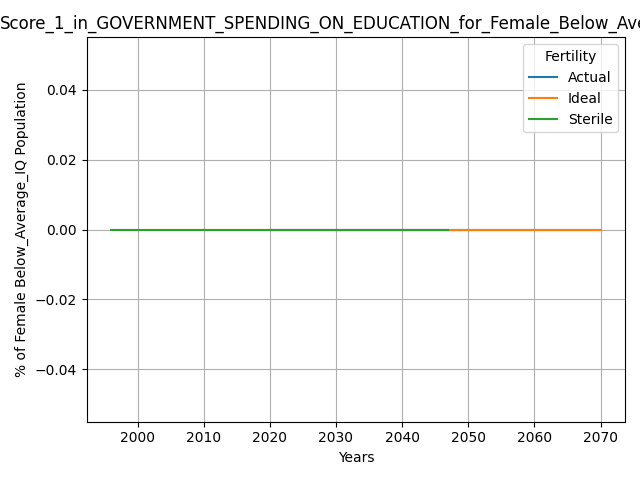 Score_1_in_GOVERNMENT_SPENDING_ON_EDUCATION_for_Female_Below_Ave
Fertility
Actual
Ideal
Sterile
% of Female Below_Average_IQ Population
0.04
0.02
0.00
−0.02
−0.04
2000 2010 2020 2030 2040 2050 2060 2070
Years